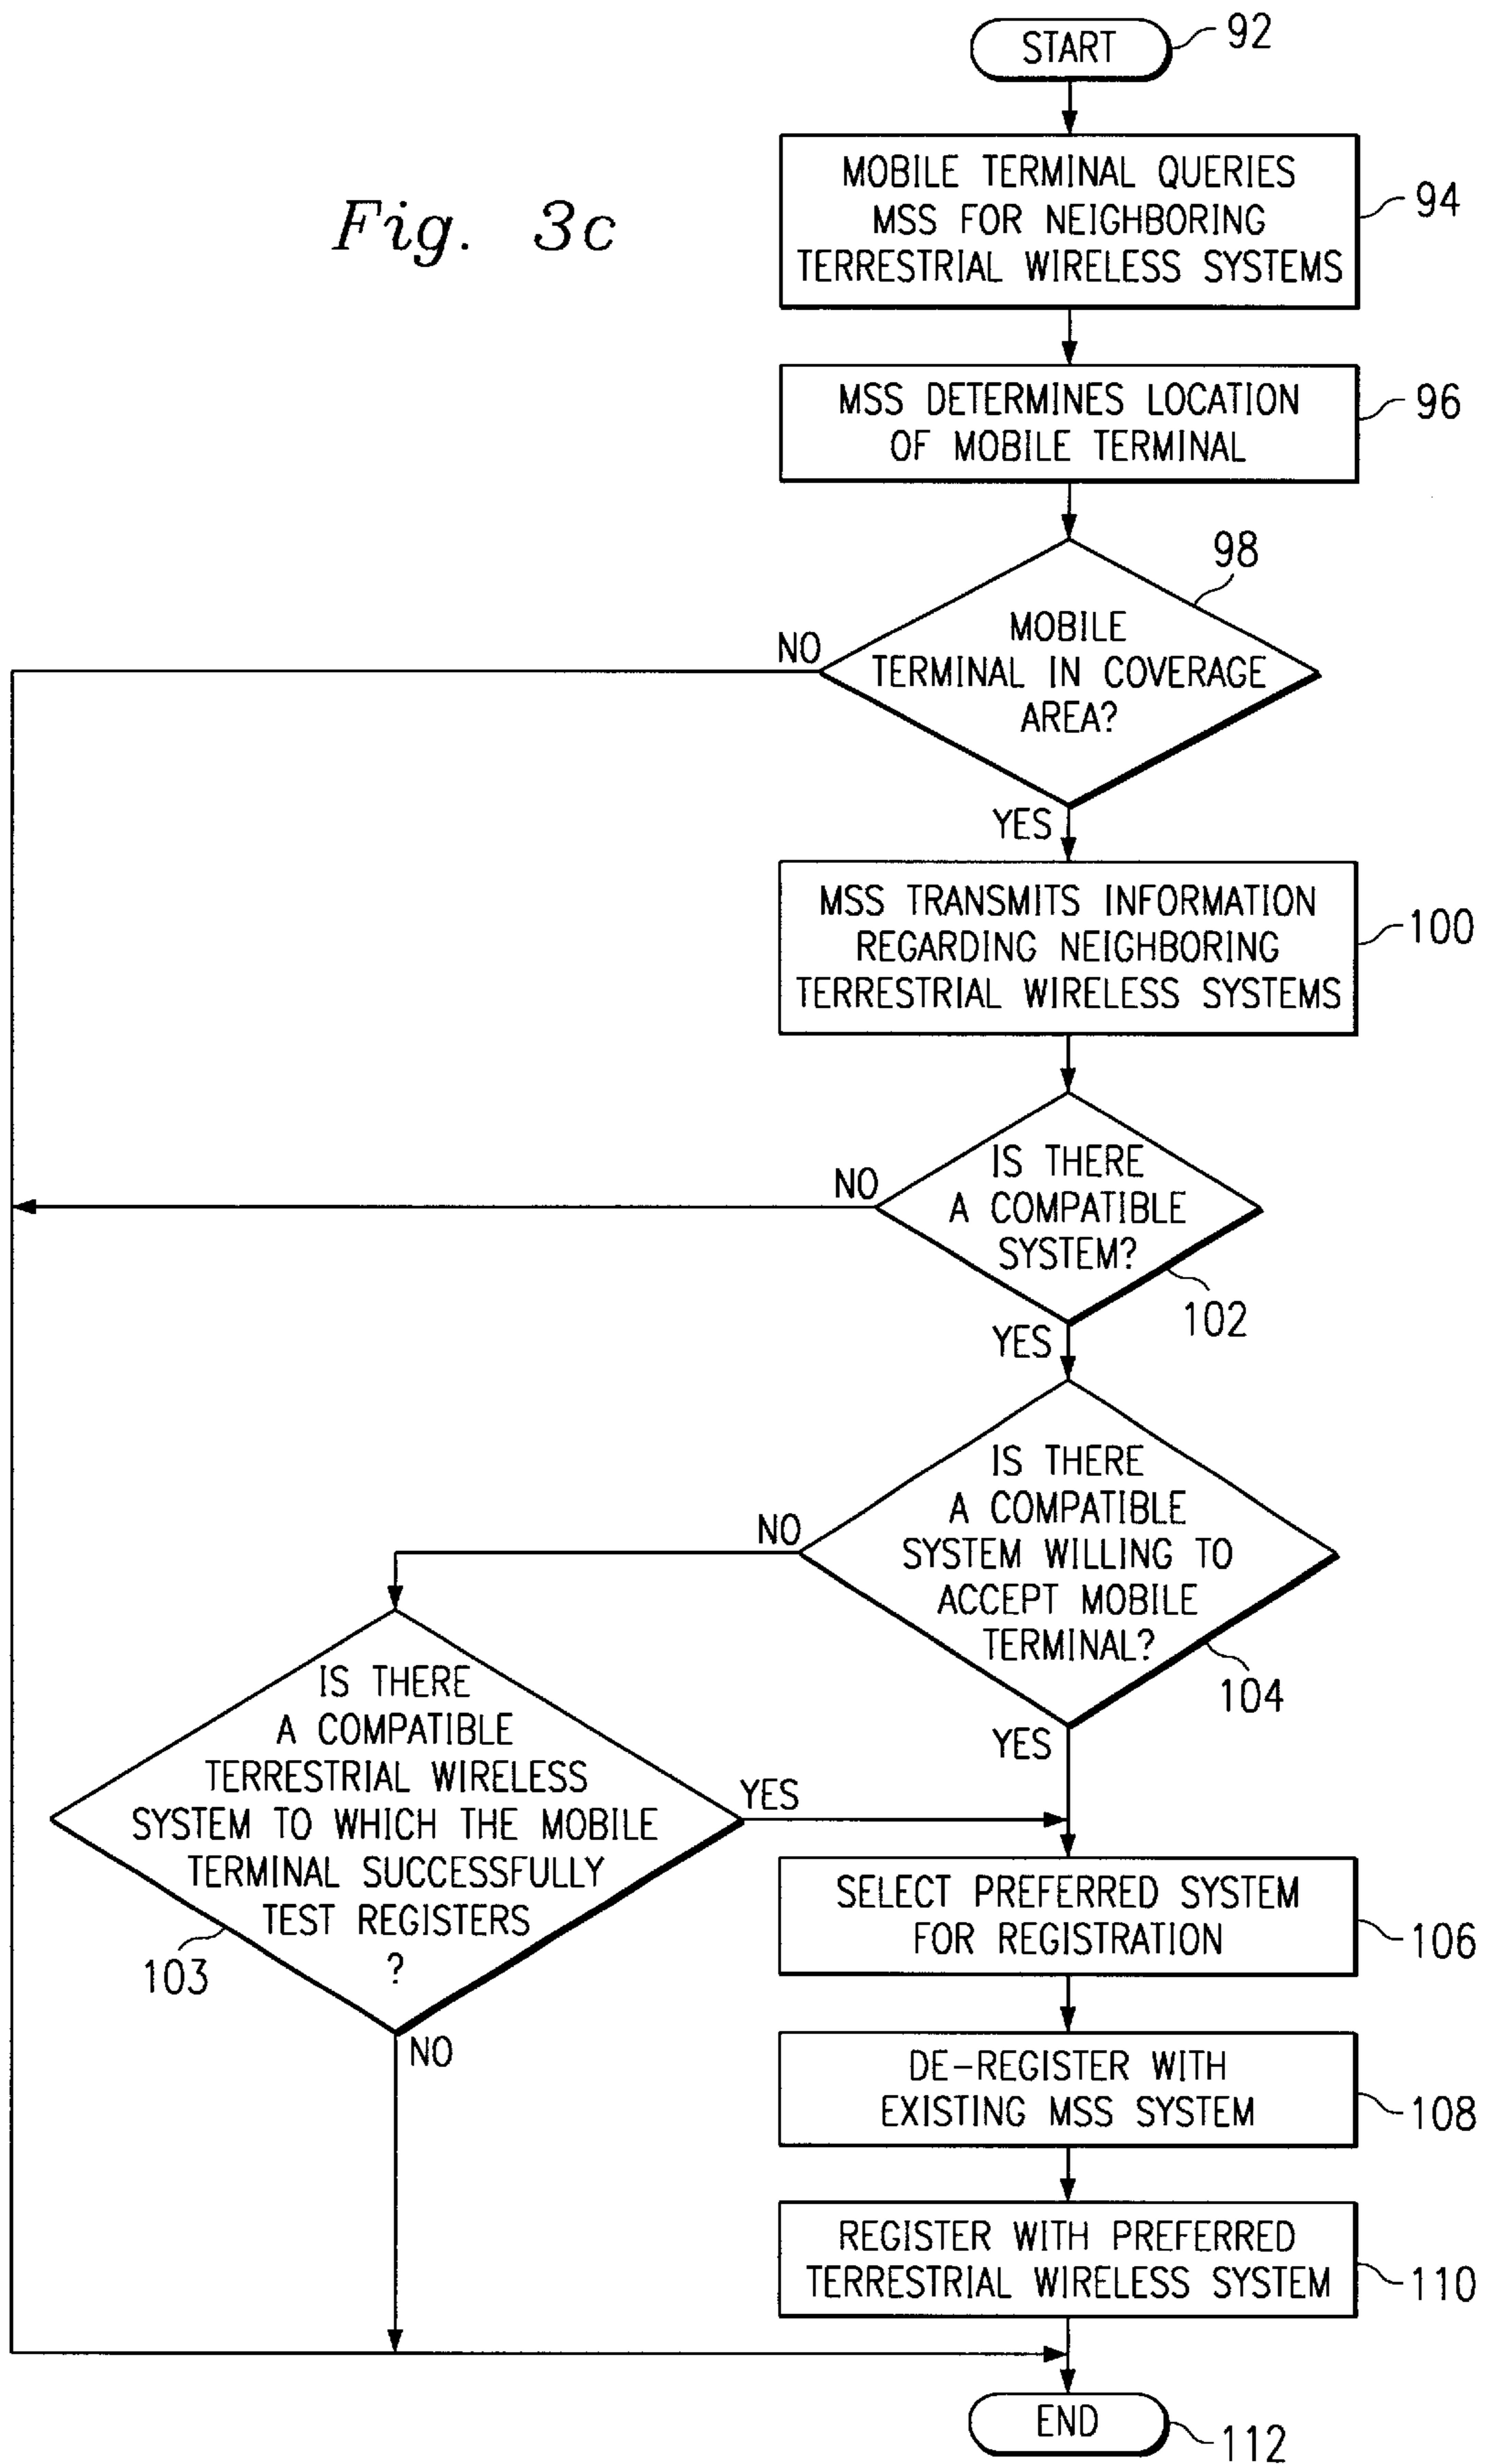 START
92
Fig. 3c
MOBILE TERMINAL QUERIES
MSS FOR NEIGHBORING
TERRESTRIAL WIRELESS SYSTEMS
94
MSS DETERMINES LOCATION
OF MOBILE TERMINAL
96
98
MOBILE
TERMINAL IN COVERAGE
AREA?
NO
YES
MSS TRANSMITS INFORMATION
REGARDING NEIGHBORING
TERRESTRIAL WIRELESS SYSTEMS
100
IS THERE
A COMPATIBLE
SYSTEM?
NO
102
YES
IS THERE
A COMPATIBLE
SYSTEM WILLING TO
ACCEPT MOBILE
TERMINAL?
NO
104
YES
IS THERE
A COMPATIBLE
TERRESTRIAL WIRELESS
SYSTEM TO WHICH THE MOBILE
TERMINAL SUCCESSFULLY
TEST REGISTERS
?
YES
103
NO
SELECT PREFERRED SYSTEM
FOR REGISTRATION
106
DE-REGISTER WITH
EXISTING MSS SYSTEM
108
REGISTER WITH PREFERRED
TERRESTRIAL WIRELESS SYSTEM
110
END
112